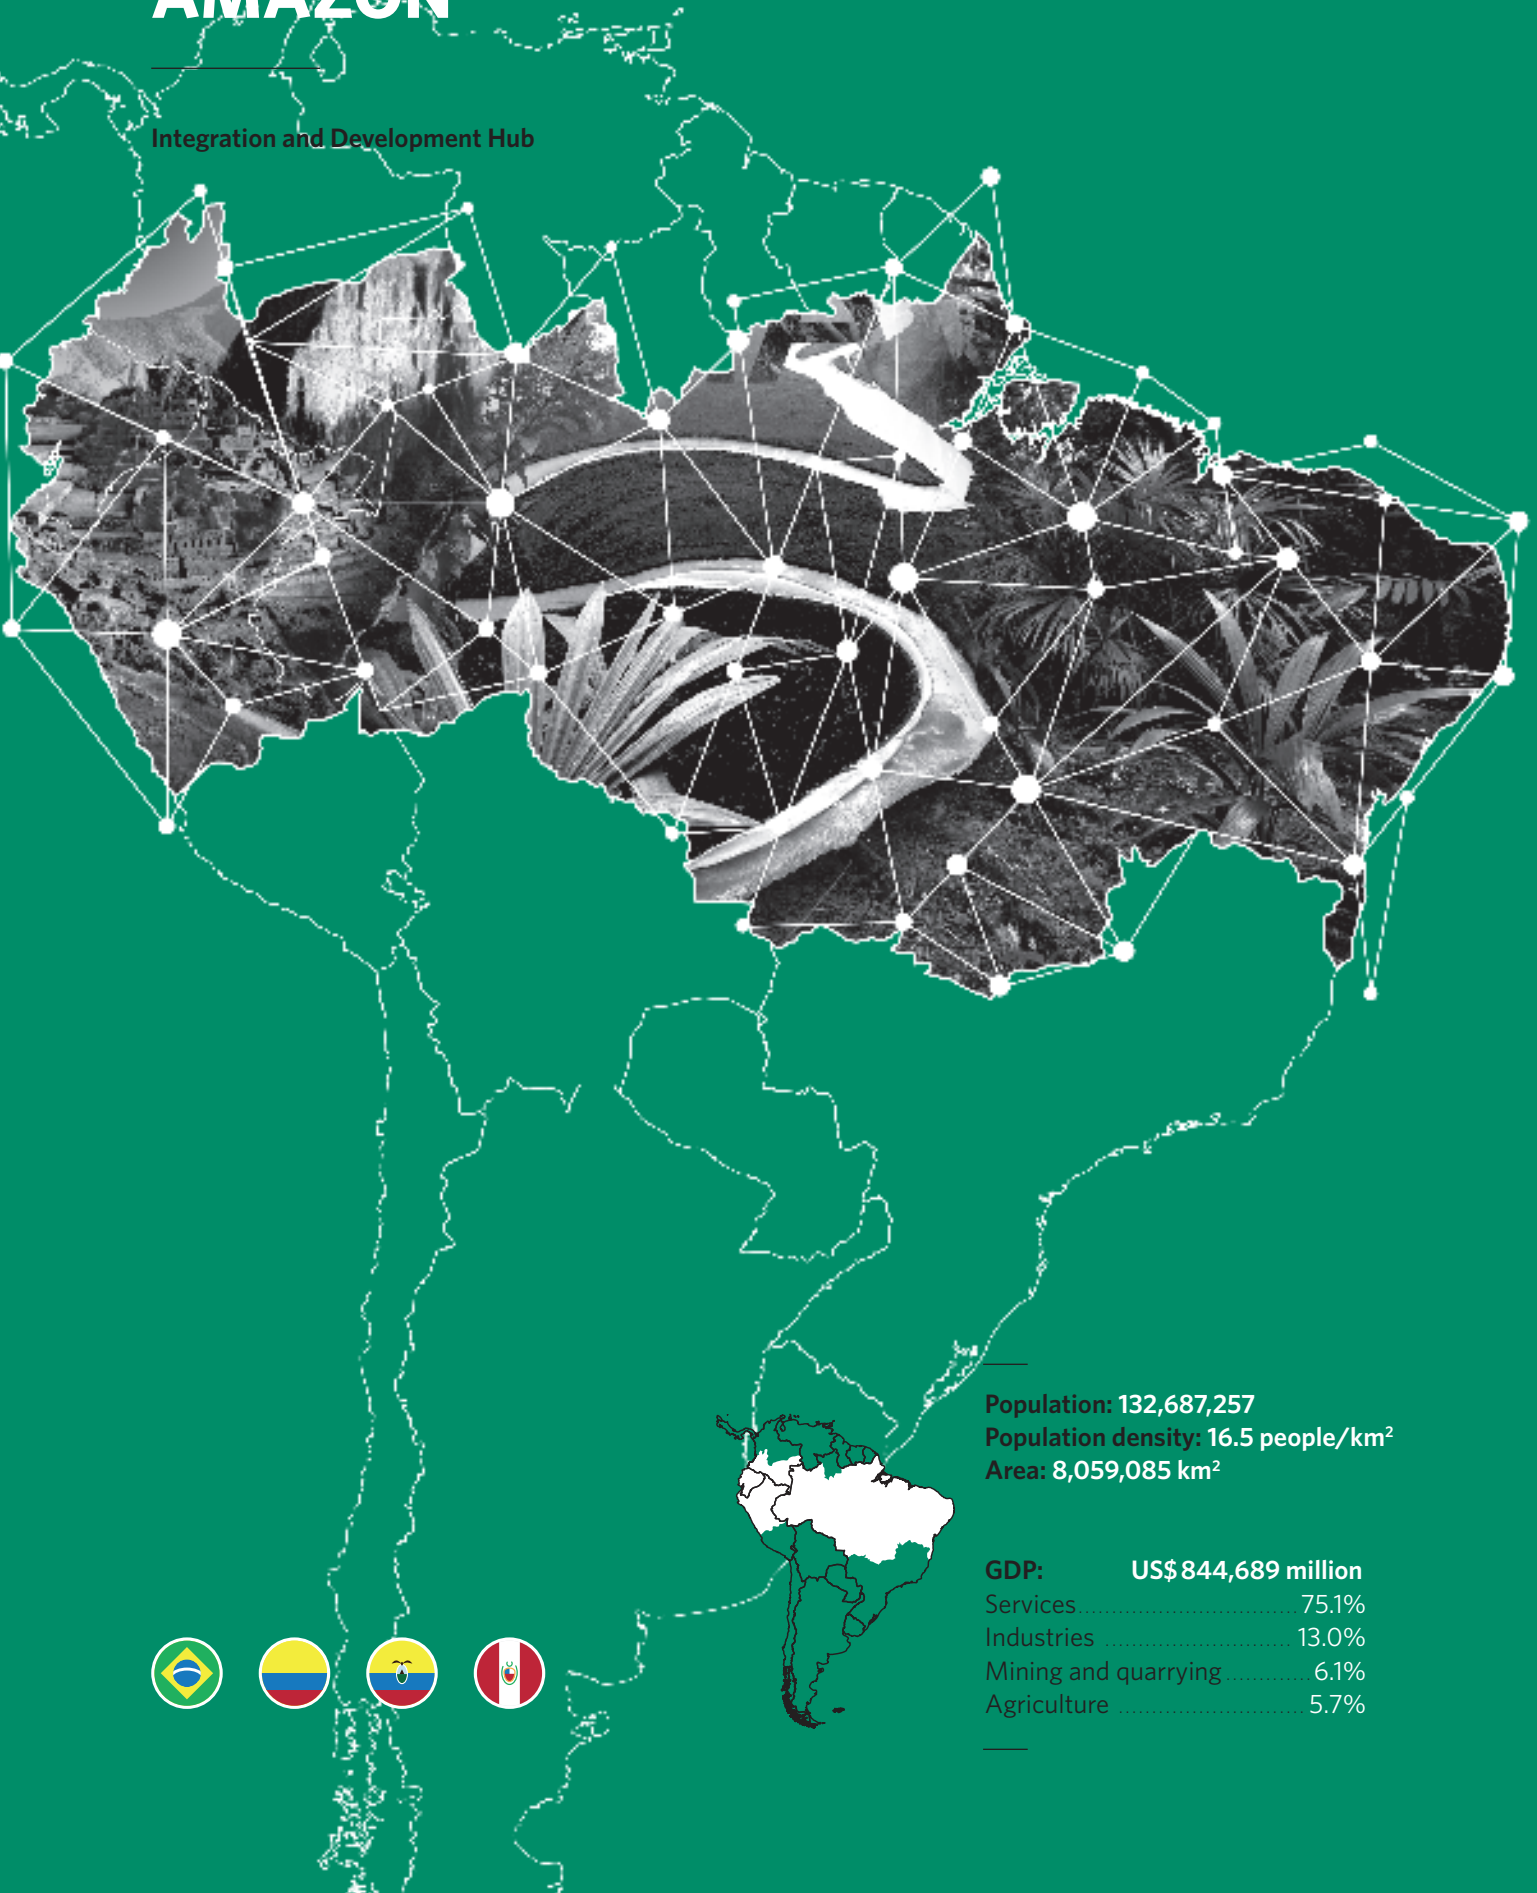 AMAZON
Integration and Development Hub
Population: 132,687,257
Population density: 16.5 people/km²
Area: 8,059,085 km²
GDP: US$ 844,689 million
Services 75.1%
Industries 13.0%
Mining and quarrying 6.1%
Agriculture 5.7%